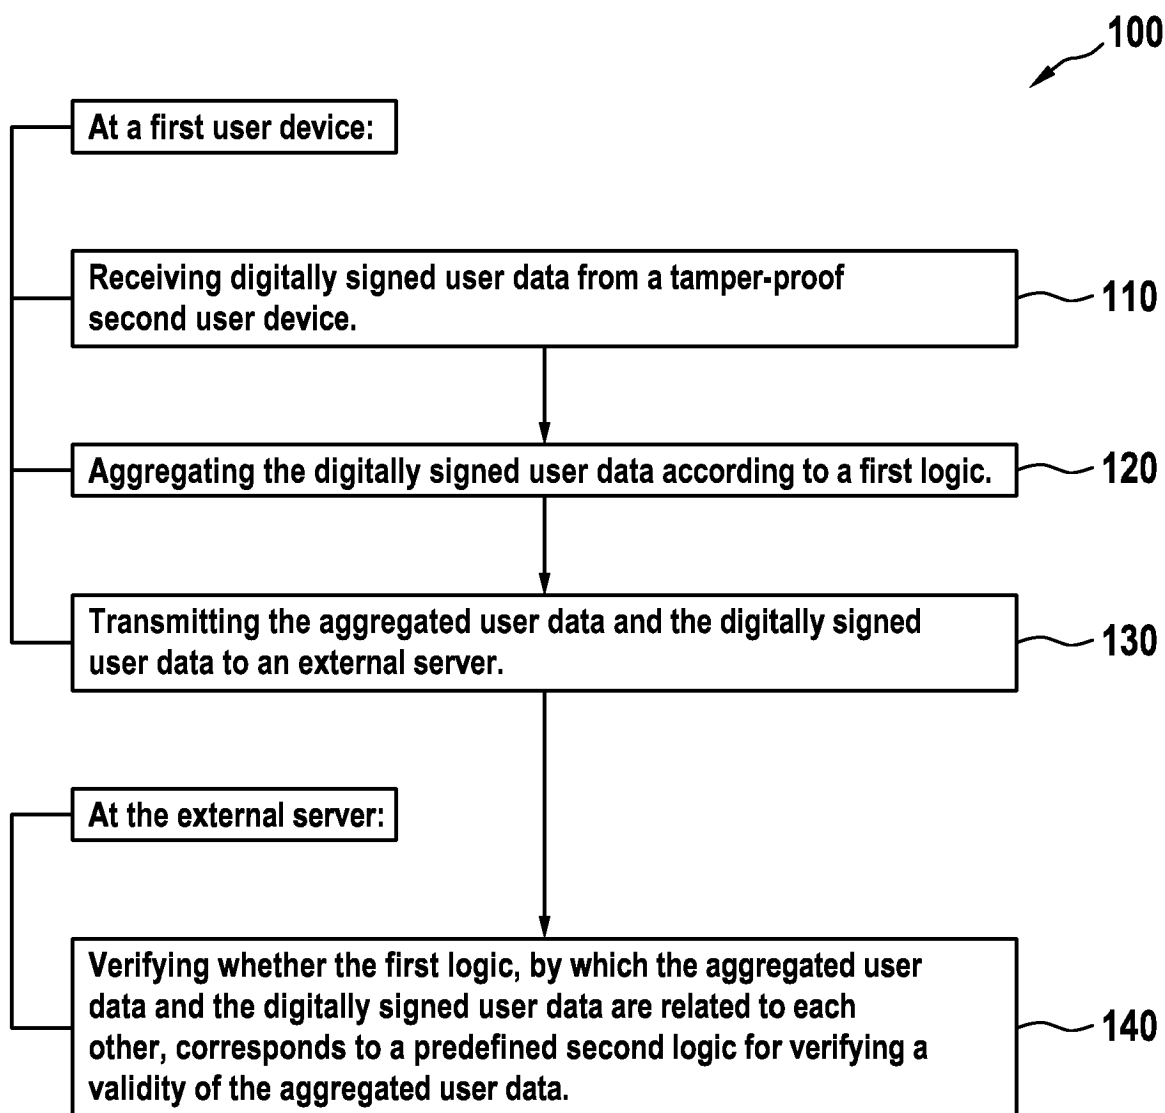 100
At a first user device:
Receiving digitally signed user data from a tamper-proof
second user device.
110
Aggregating the digitally signed user data according to a first logic.
120
Transmitting the aggregated user data and the digitally signed
user data to an external server.
130
At the external server:
Verifying whether the first logic, by which the aggregated user
data and the digitally signed user data are related to each
other, corresponds to a predefined second logic for verifying a
validity of the aggregated user data.
140